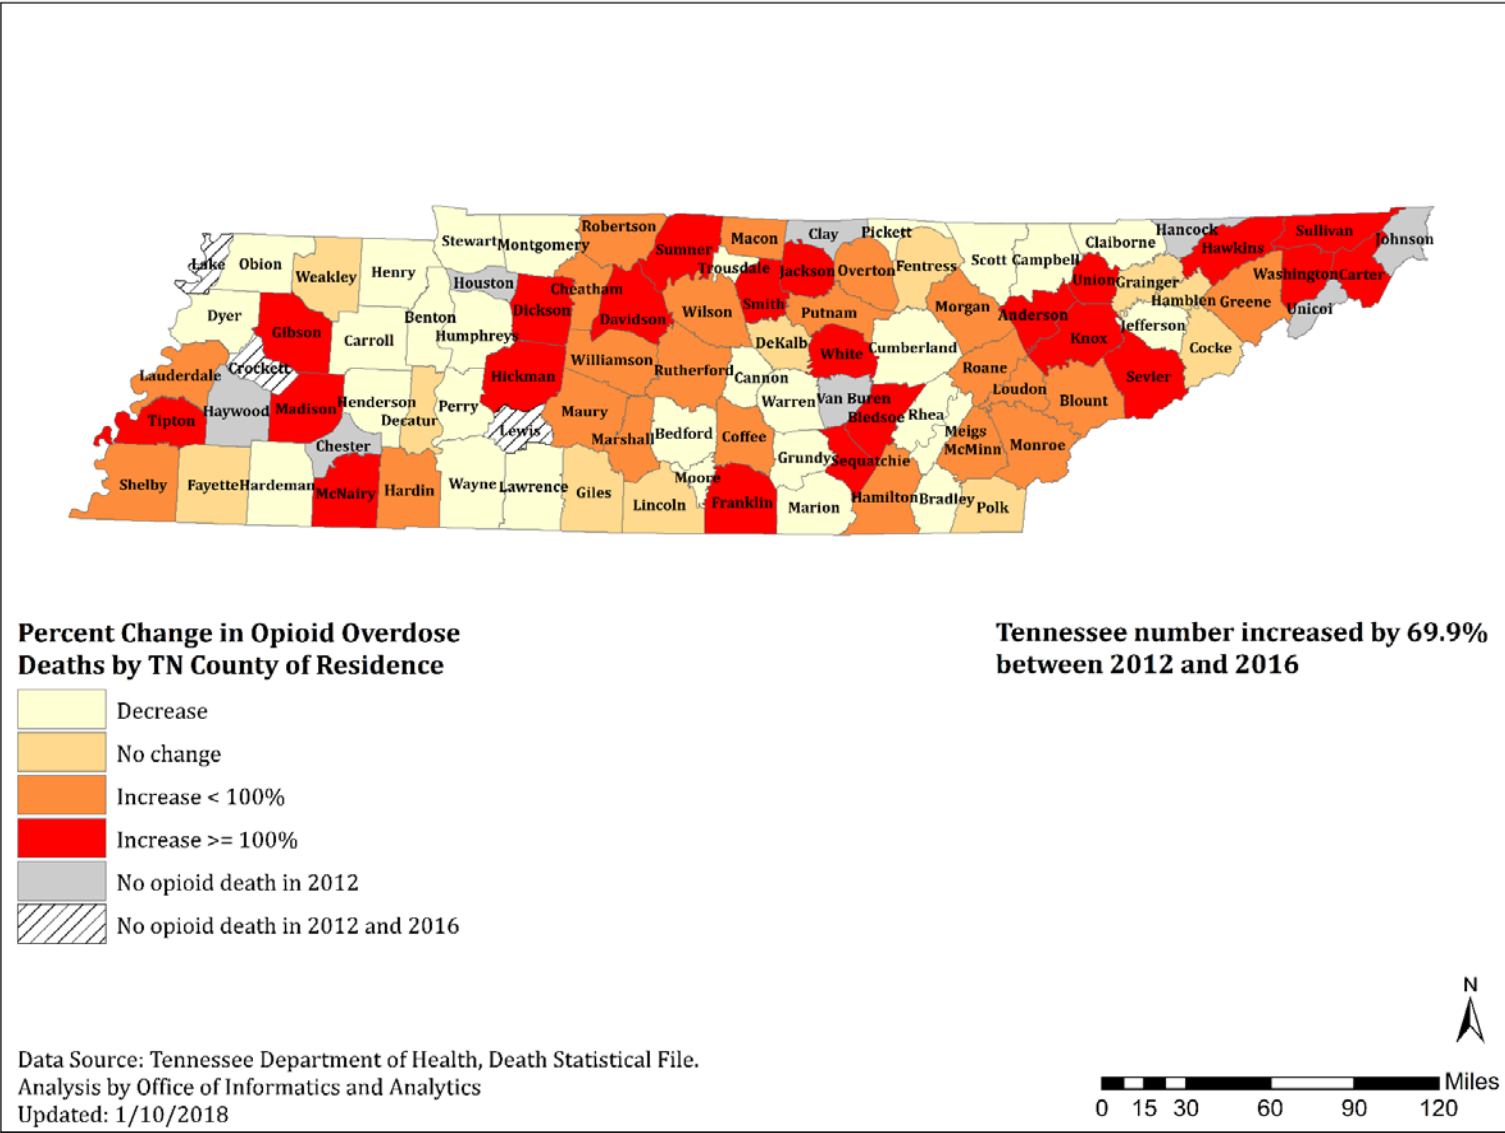 Robertson
Sumner
Macon
Clay
Pickett
Hancock
Sullivan
Johnson
Stewart
Montgomery
Claiborne
Hawkins
Lake
Obion
Weakley
Henry
Houston
Cheatham
Trousdale
Jackson
Overton
Fentress
Scott
Campbell
Union
Grainger
Washington
Carter
Dyer
Gibson
Benton
Dickson
Davidson
Wilson
Smith
Putnam
Morgan
Anderson
Hamblen
Greene
Unicoi
Carroll
Humphreys
DeKalb
White
Cumberland
Knox
Jefferson
Cocke
Lauderdale
Crockett
Hickman
Williamson
Rutherford
Cannon
Roane
Loudon
Blount
Sevier
Tipton
Haywood
Madison
Henderson
Decatur
Perry
Lewis
Maury
Marshall
Bedford
Coffee
Warren
Van Buren
Bledsoe
Rhea
Meigs
McMinn
Monroe
Chester
Shelby
Fayette
Hardeman
McNairy
Hardin
Wayne
Lawrence
Giles
Lincoln
Moore
Franklin
Grundy
Sequatchie
Marion
Hamilton
Bradley
Polk
Percent Change in Opioid Overdose
Deaths by TN County of Residence
Decrease
No change
Increase < 100%
Increase >= 100%
No opioid death in 2012
No opioid death in 2012 and 2016
Tennessee number increased by 69.9%
between 2012 and 2016
Data Source: Tennessee Department of Health, Death Statistical File.
Analysis by Office of Informatics and Analytics
Updated: 1/10/2018
N
Miles
0 15 30 60 90 120